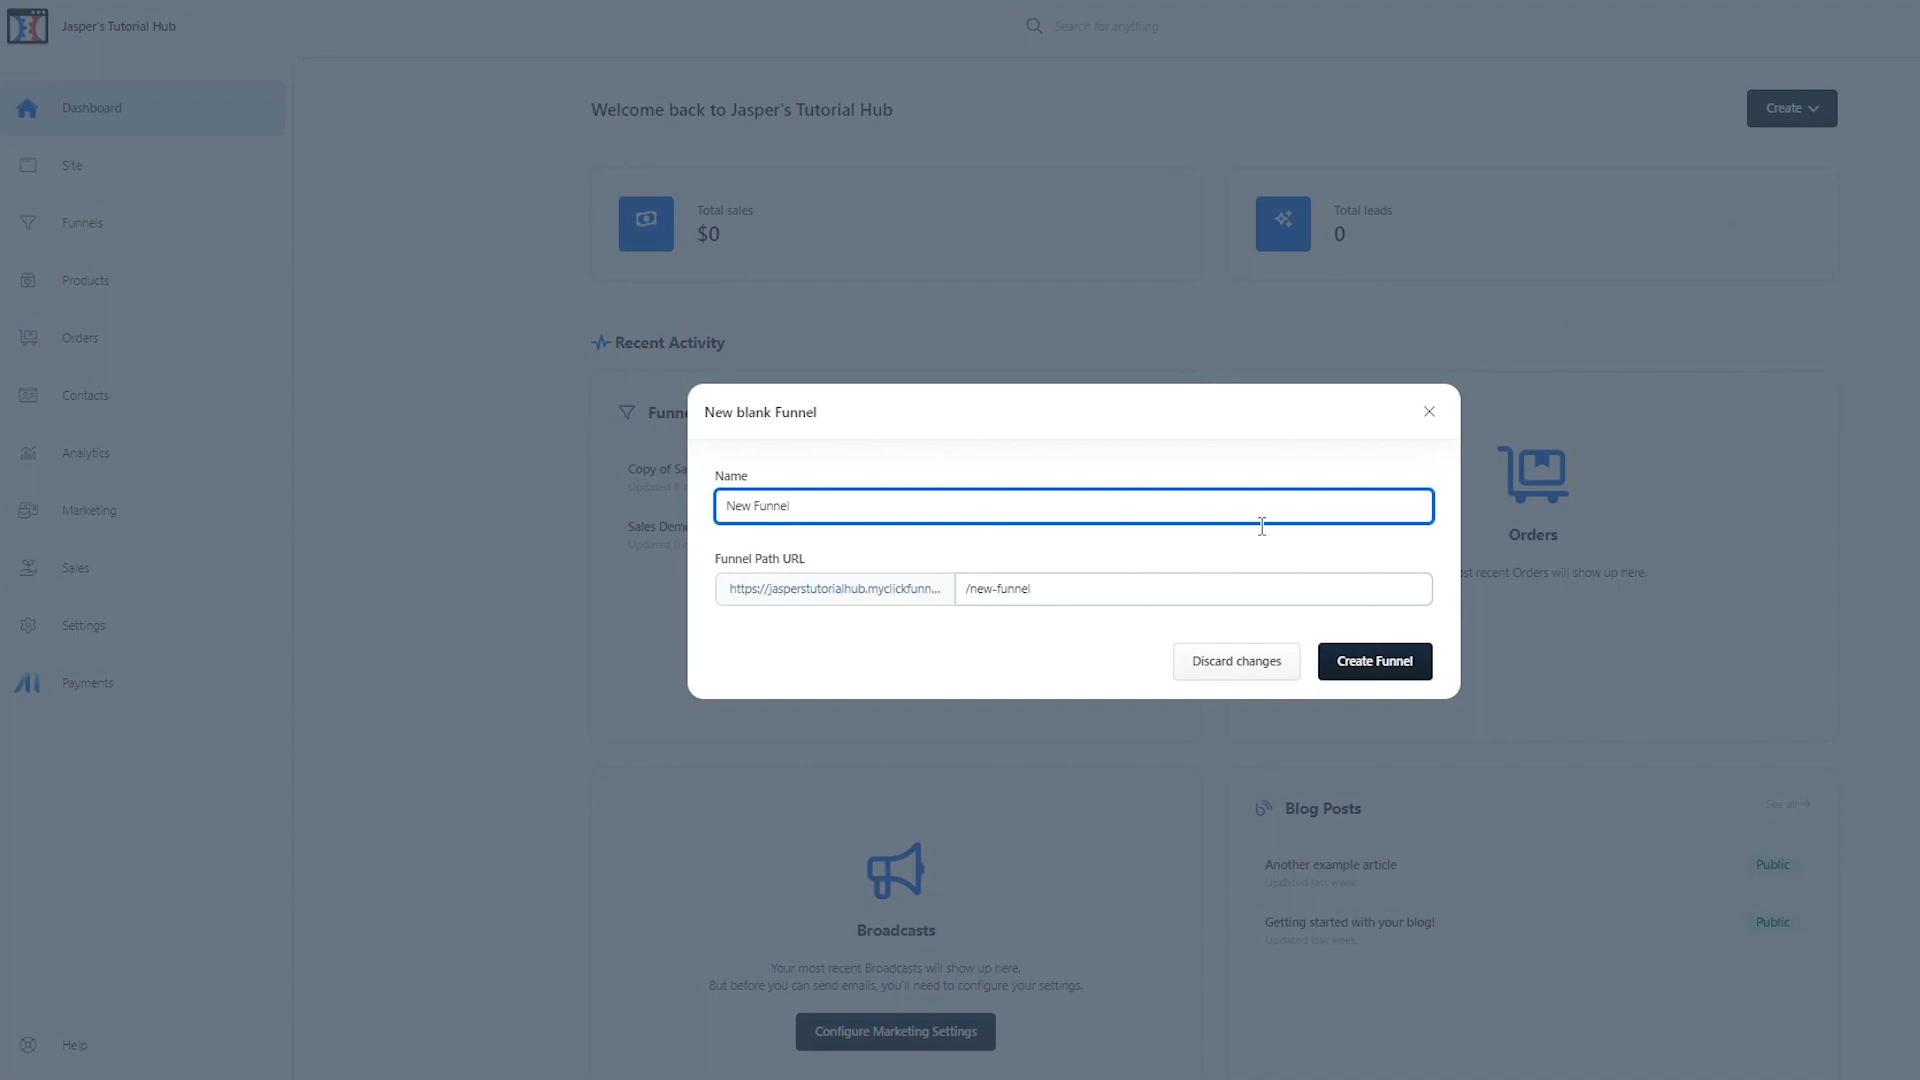 Jasper's Tutorial Hub
Search for anything
Dashboard
Site
Funnels
Products
Orders
Contacts
Analytics
Marketing
Sales
Settings
Payments
Help
Welcome back to Jasper's Tutorial Hub
Create
Total sales
$0
Total leads
0
Recent Activity
Copy of
Updated
Sales
Updated
New blank Funnel
Name
New Funnel
Funnel Path URL
https://jasperstutorialhub.myclickfunn...
/new-funnel
Discard changes
Create Funnel
Orders
recent Orders will show up here.
Broadcasts
Your most recent Broadcasts will show up here.
But before you can send emails, you'll need to configure your settings.
Configure Marketing Settings
Blog Posts
See all
Another example article
Public
Updated last week
Getting started with your blog!
Public
Updated last week